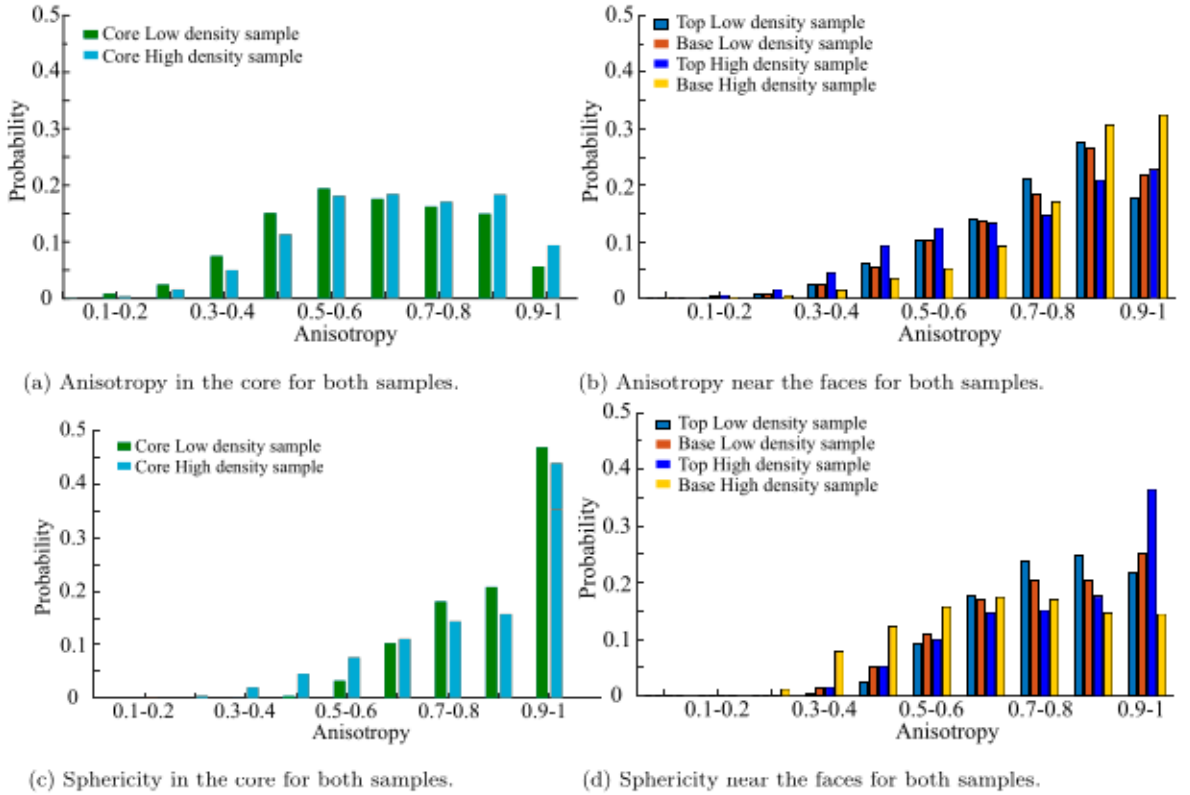 0.5
0.4
0.3
0.2
0.1
0
Probability
Core Low density sample
Core High density sample
0.1-0.2 0.3-0.4 0.5-0.6 0.7-0.8 0.9-1
Anisotropy
(a) Anisotropy in the core for both samples.
0.5
0.4
0.3
0.2
0.1
0
Probability
Top Low density sample
Base Low density sample
Top High density sample
Base High density sample
0.1-0.2 0.3-0.4 0.5-0.6 0.7-0.8 0.9-1
Anisotropy
(b) Anisotropy near the faces for both samples.
0.5
0.4
0.3
0.2
0.1
0
Probability
Core Low density sample
Core High density sample
0.1-0.2 0.3-0.4 0.5-0.6 0.7-0.8 0.9-1
Anisotropy
(c) Sphericity in the core for both samples.
0.5
0.4
0.3
0.2
0.1
0
Probability
Top Low density sample
Base Low density sample
Top High density sample
Base High density sample
0.1-0.2 0.3-0.4 0.5-0.6 0.7-0.8 0.9-1
Anisotropy
(d) Sphericity near the faces for both samples.